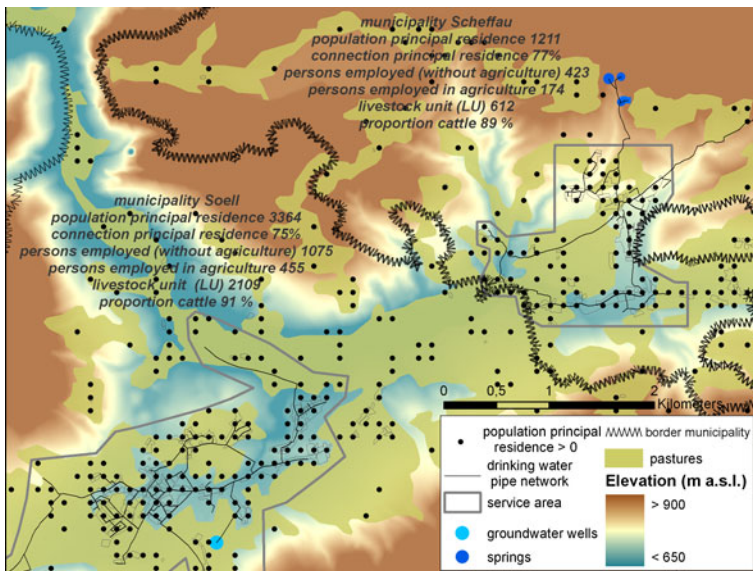 municipality Scheffau
population principal residence 1211
connection principal residence 77%
persons employed (without agriculture) 423
persons employed in agriculture 174
livestock unit (LU) 612
proportion cattle 89 %
municipality Soell
population principal residence 3364
connection principal residence 75%
persons employed (without agriculture) 1075
persons employed in agriculture 455
livestock unit (LU) 2109
proportion cattle 91 %
0 0,5 1 2
Kilometers
population principal residence > 0
drinking water pipe network
service area
groundwater wells
springs
border municipality
pastures
Elevation (m a.s.l.)
> 900
< 650